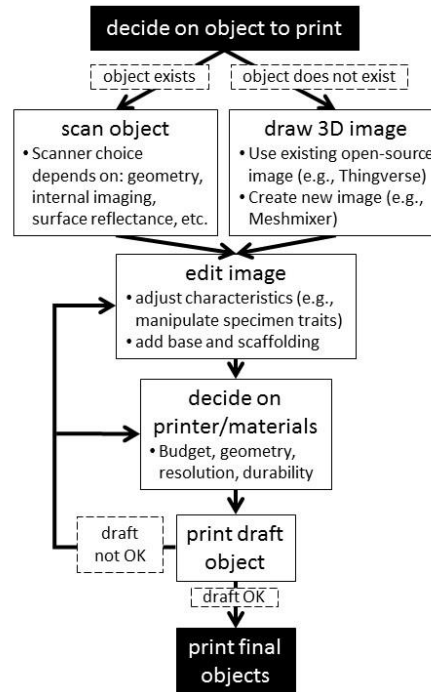 decide on object to print
object exists
object does not exist
scan object
• Scanner choice
depends on: geometry,
internal imaging,
surface reflectance, etc.
draw 3D image
• Use existing open-source
image (e.g., Thingverse)
• Create new image (e.g.,
Meshmixer)
edit image
• adjust characteristics (e.g.,
manipulate specimen traits)
• add base and scaffolding
decide on
printer/materials
• Budget, geometry,
resolution, durability
draft
not OK
print draft
object
draft OK
print final
objects